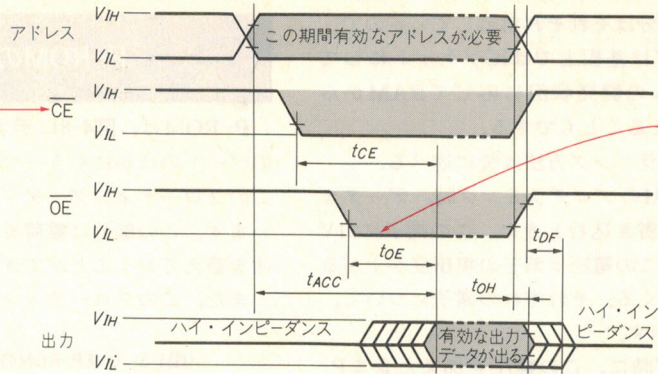 アドレス
VIH
VIL
この期間有効なアドレスが必要
CE
VIH
VIL
tCE
OE
VIH
VIL
tOE
tDF
tACC
tOH
出力
VIH
VIL
ハイ・インピーダンス
有効な出力
データが出る
ハイ・イン
ピーダンス